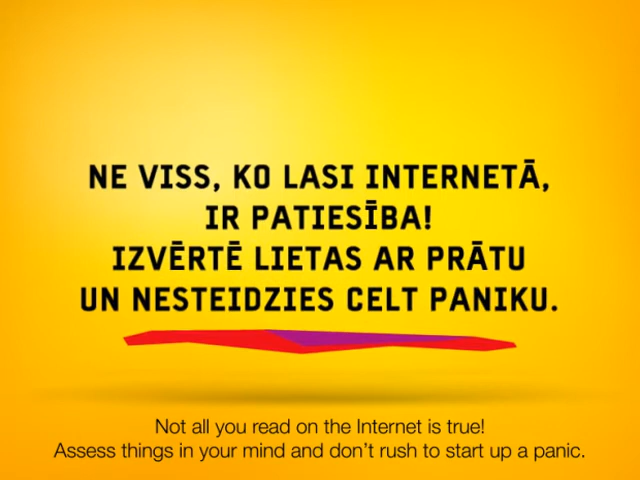 NE VISS, KO LASI INTERNETĀ,
IR PATIESĪBA!
IZVĒRTĒ LIETAS AR PRĀTU
UN NESTEIDZIES CELT PANIKU.
Not all you read on the Internet is true!
Assess things in your mind and don't rush to start up a panic.